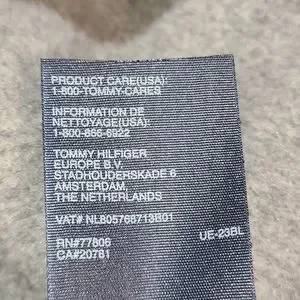 PRODUCT CARE(USA):
1-800-TOMMY-CARES
INFORMATION DE
NETTOYAGE(USA):
1-800-866-6922
TOMMY HILFIGER
EUROPE B.V.
STADHOUDERSKADE 6
AMSTERDAM,
THE NETHERLANDS
VAT# NL805768713B01
UE-23BL
RN#77806
CA#20781